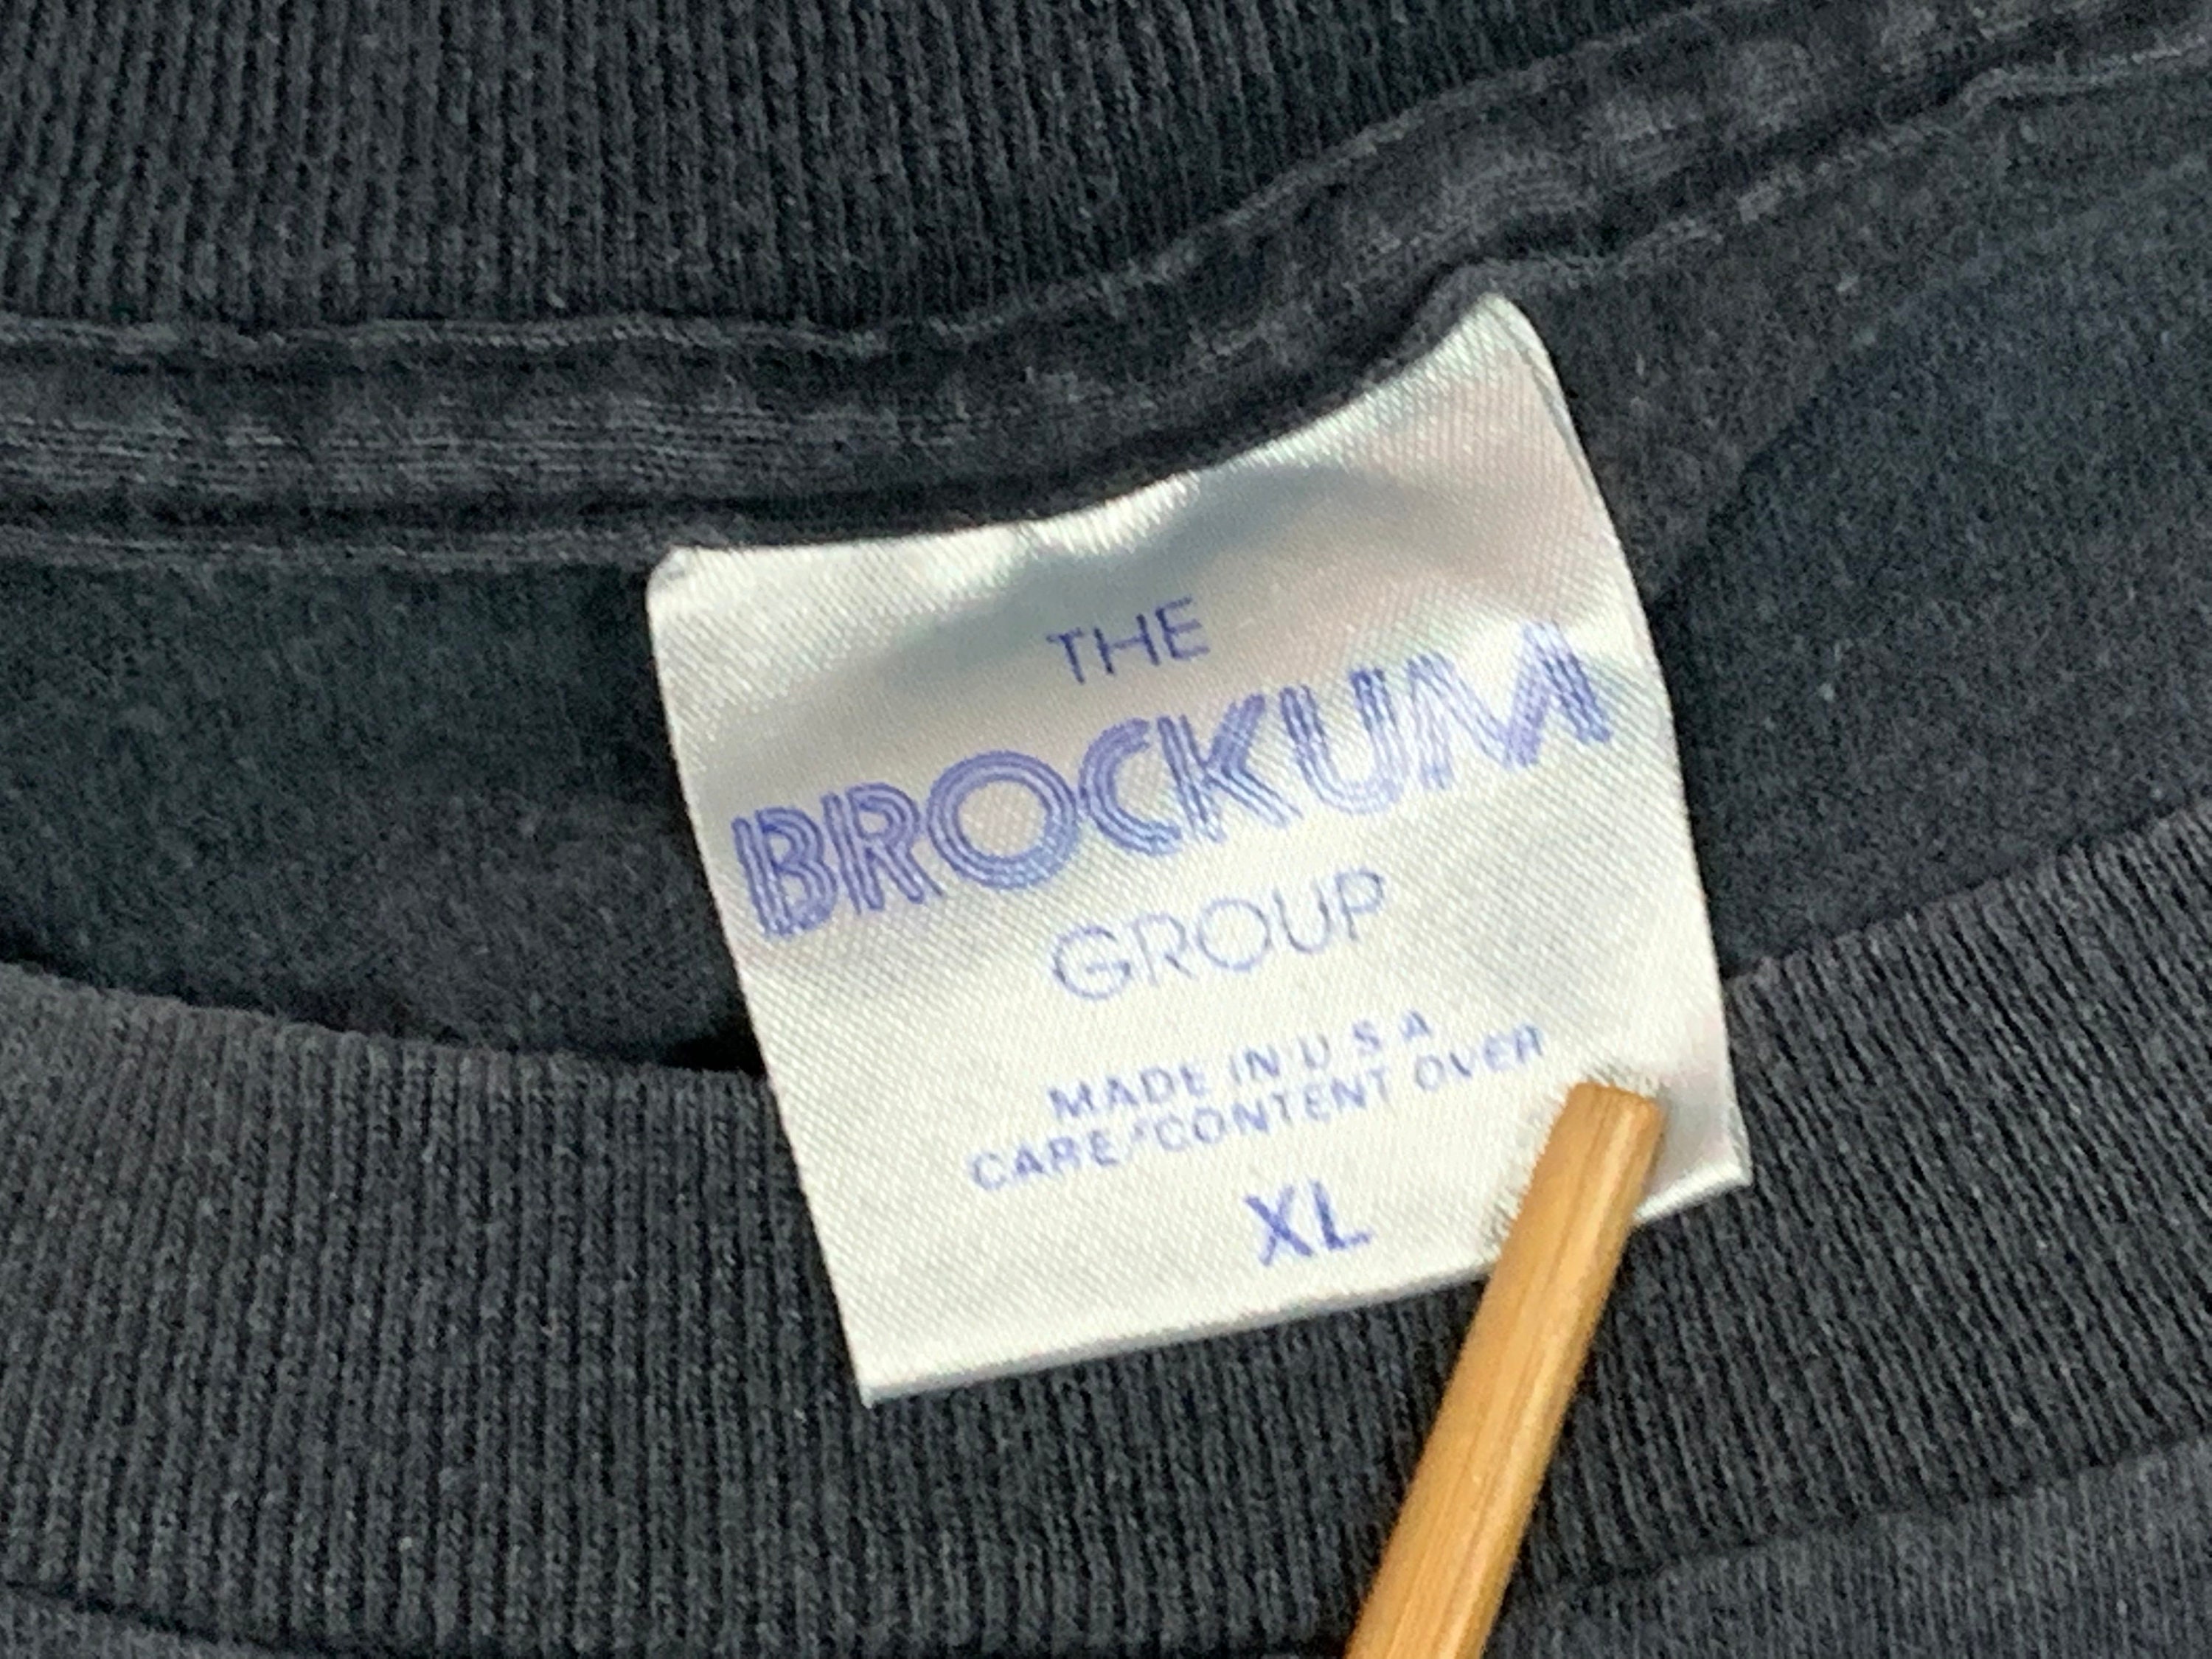 THE
BROCKUM
GROUP
MADE IN U S A
CARE/CONTENT OVER
XL